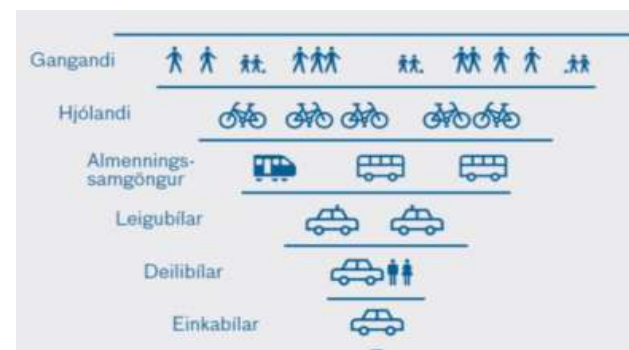 Gangandi
Hjólandi
Almennings-
samgöngur
Leigubílar
Deilibílar
Einkabílar